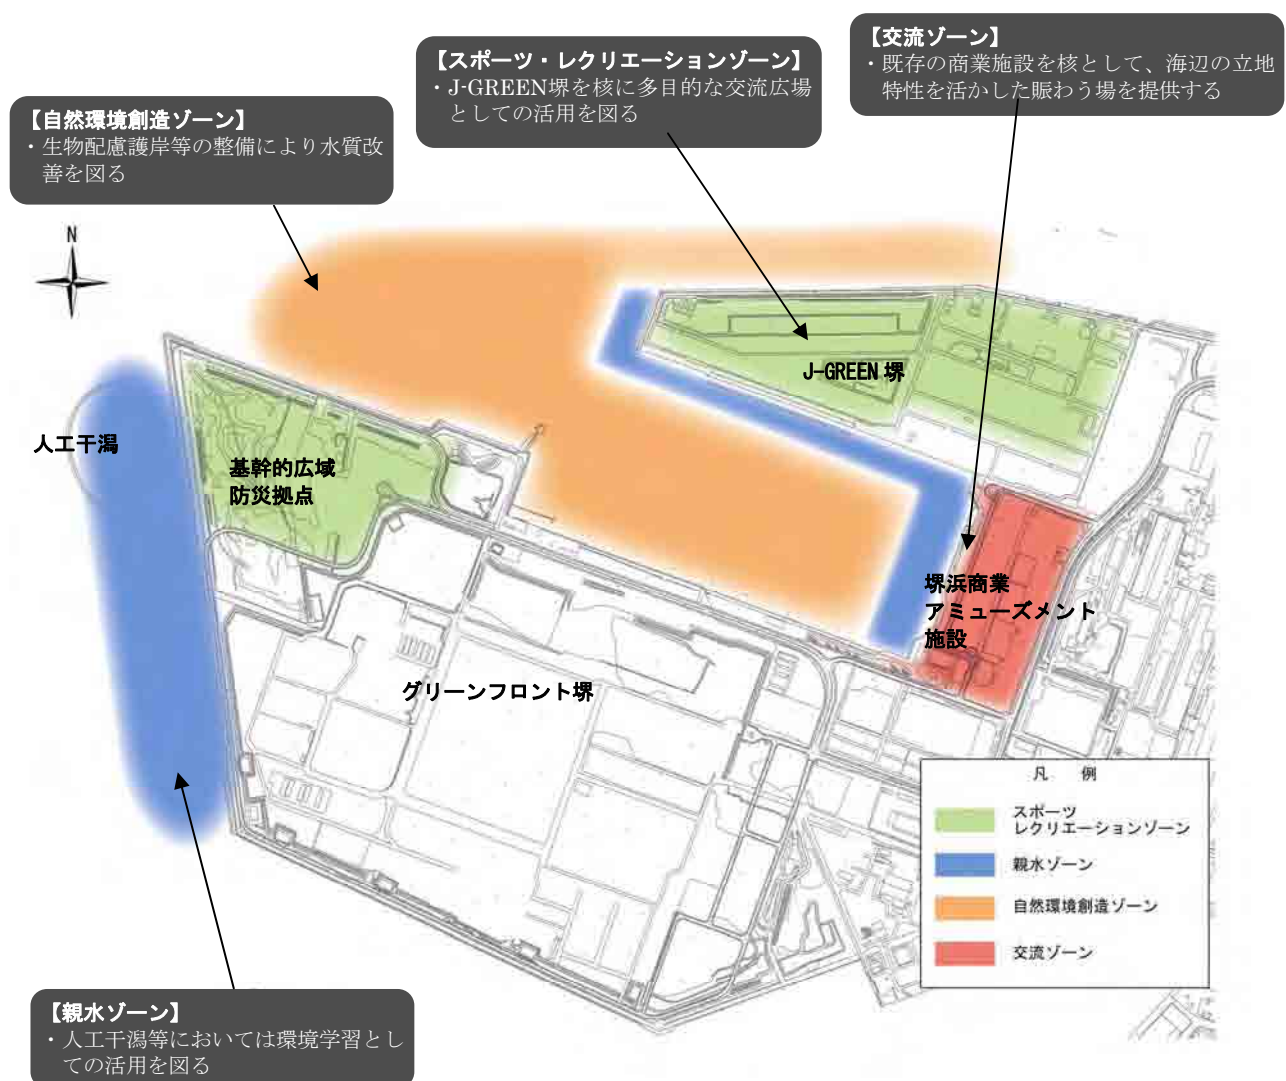 【交流ゾーン】
・既存の商業施設を核として、海辺の立地
特性を活かした賑わう場を提供する
【スポーツ・レクリエーションゾーン】
・J-GREEN堺を核に多目的な交流広場
としての活用を図る
【自然環境創造ゾーン】
・生物配慮護岸等の整備により水質改
善を図る
N
J-GREEN 堺
人工干潟
基幹的広域
防災拠点
堺浜商業
アミューズメント
施設
グリーンフロント堺
凡 例
スポーツ
レクリエーションゾーン
親水ゾーン
自然環境創造ゾーン
交流ゾーン
【親水ゾーン】
・人工干潟等においては環境学習とし
ての活用を図る